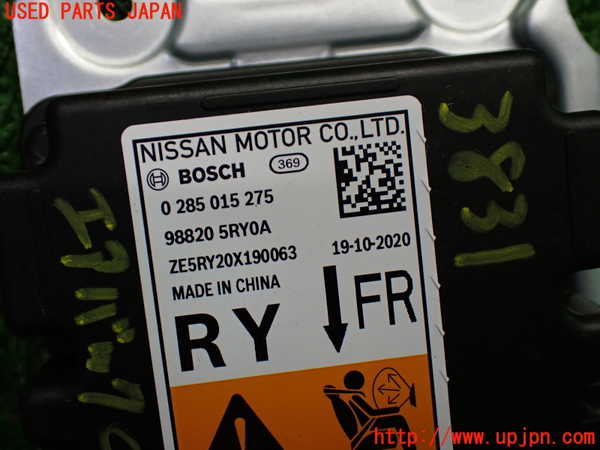 USED PARTS JAPAN
NISSAN MOTOR CO.,LTD.
BOSCH 369
0 285 015 275
98820 5RY0A
ZE5RY20X190063 19-10-2020
MADE IN CHINA
RY FR
3831
http://www.upjpn.com/